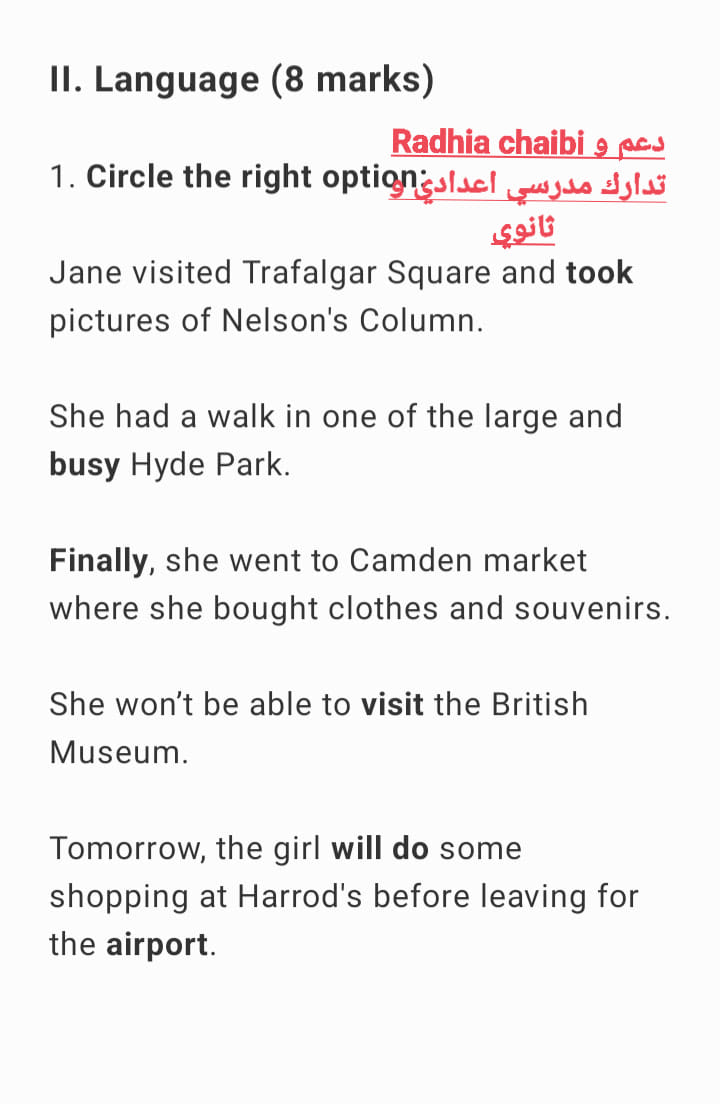 II. Language (8 marks)
Radhia chaibi دعم و
1. Circle the right option:
تدارك مدرسي اعدادي و
ثانوي
Jane visited Trafalgar Square and took
pictures of Nelson's Column.
She had a walk in one of the large and
busy Hyde Park.
Finally, she went to Camden market
where she bought clothes and souvenirs.
She won’t be able to visit the British
Museum.
Tomorrow, the girl will do some
shopping at Harrod's before leaving for
the airport.